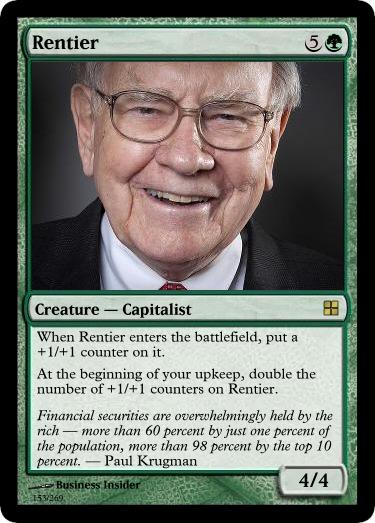 Rentier 5
Creature — Capitalist
When Rentier enters the battlefield, put a
+1/+1 counter on it.
At the beginning of your upkeep, double the
number of +1/+1 counters on Rentier.
Financial securities are overwhelmingly held by the
rich — more than 60 percent by just one percent of
the population, more than 98 percent by the top 10
percent. — Paul Krugman
4/4
Business Insider
153/269